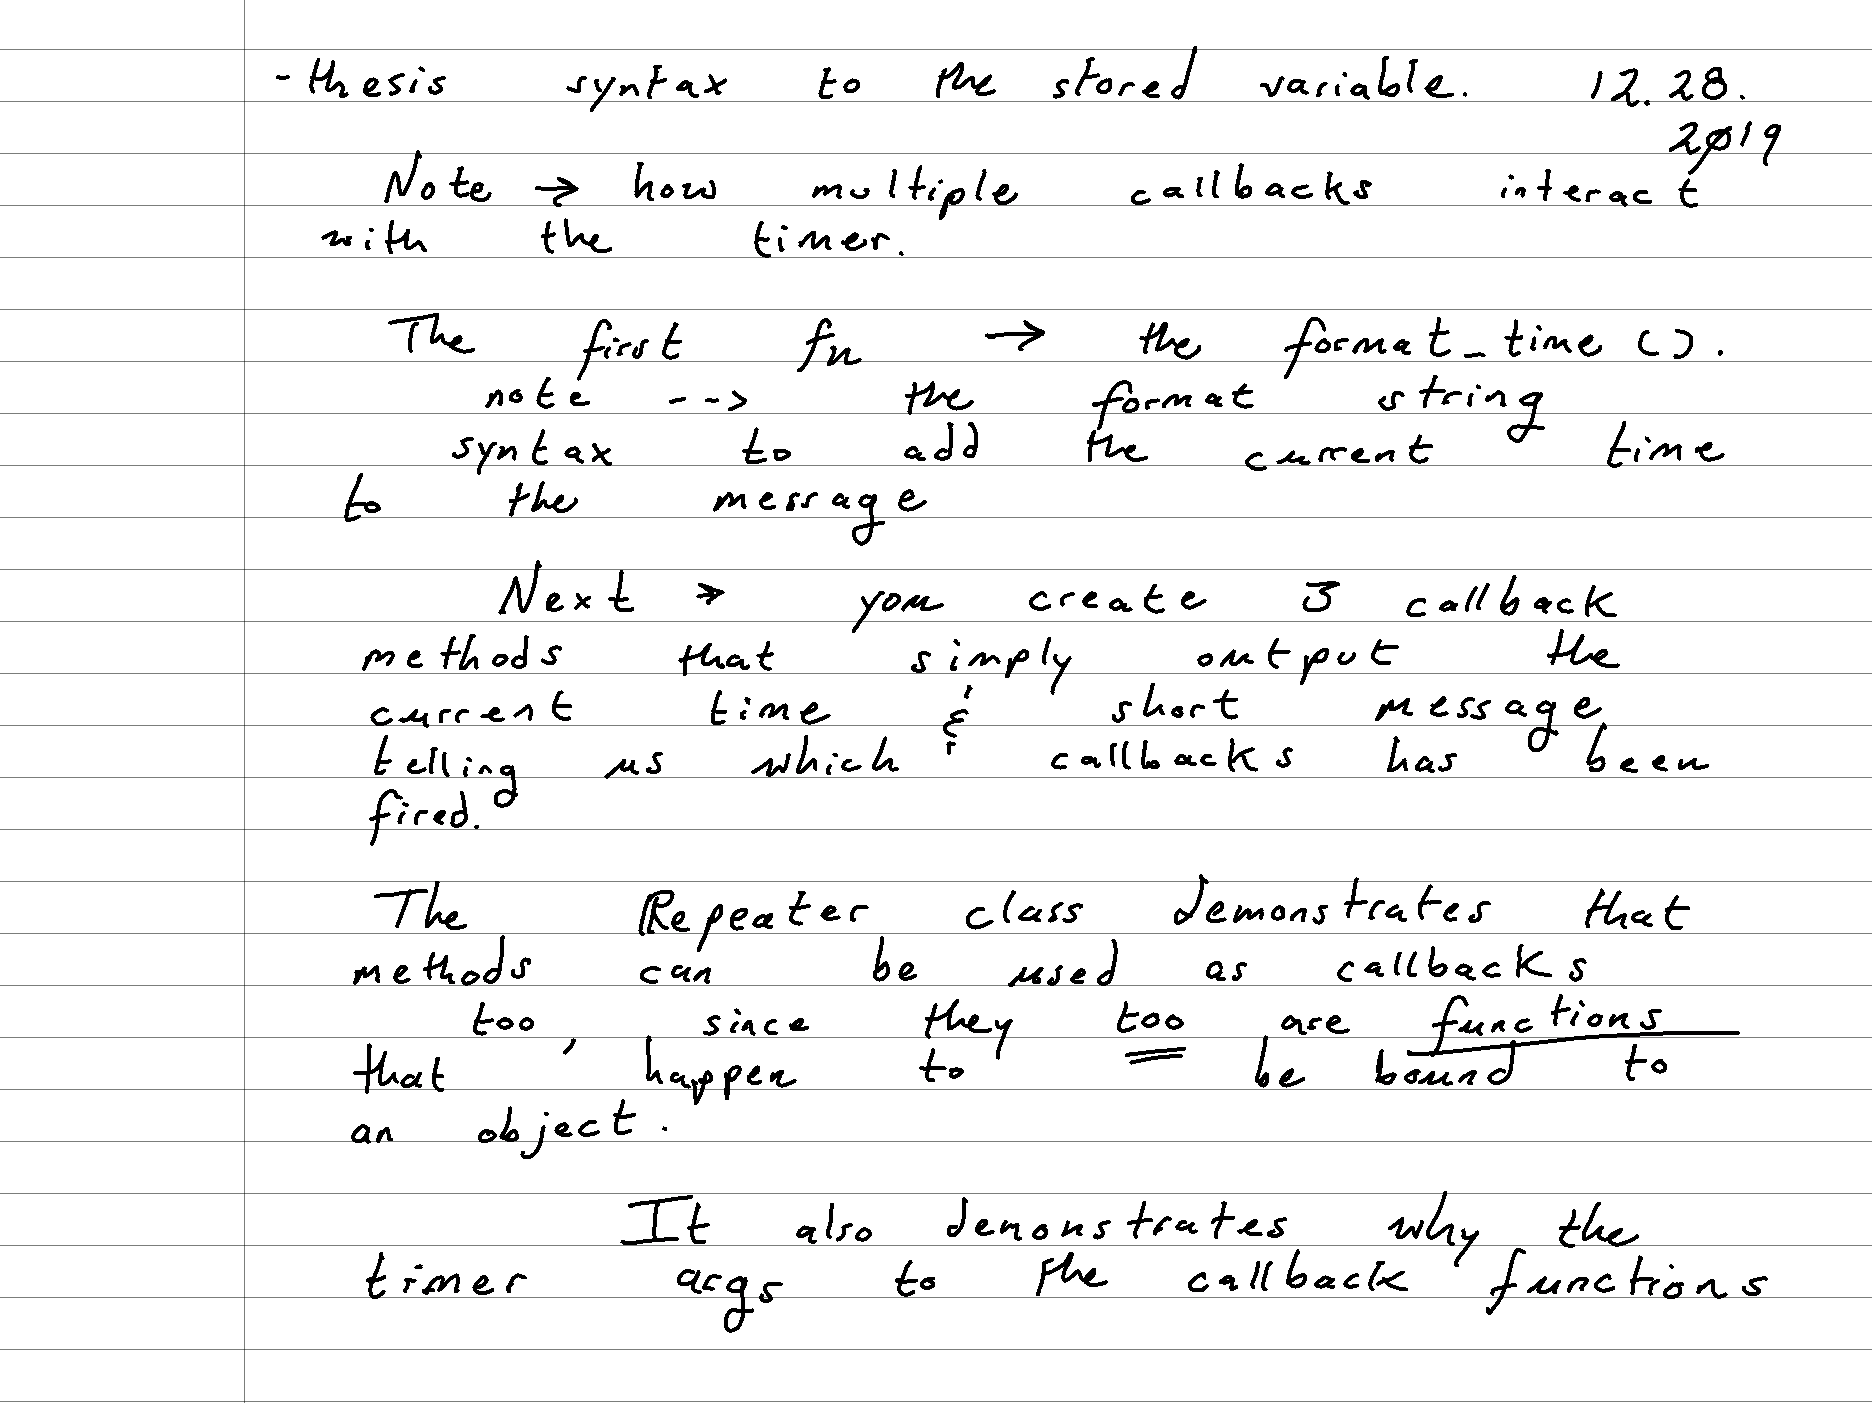 -thesis syntax to the stored variable. 12.28.
2019
Note → how multiple callbacks interact
with the timer.
The first fn → the format_time().
note --> the format string
syntax to add the current time
to the message
Next → you create 3 callback
methods that simply output the
current time & short message
telling us which callbacks has been
fired.
The Repeater class demonstrates that
methods can be used as callbacks
too, since they too are functions
that happen to be bound to
an object.
It also demonstrates why the
timer args to the callback functions